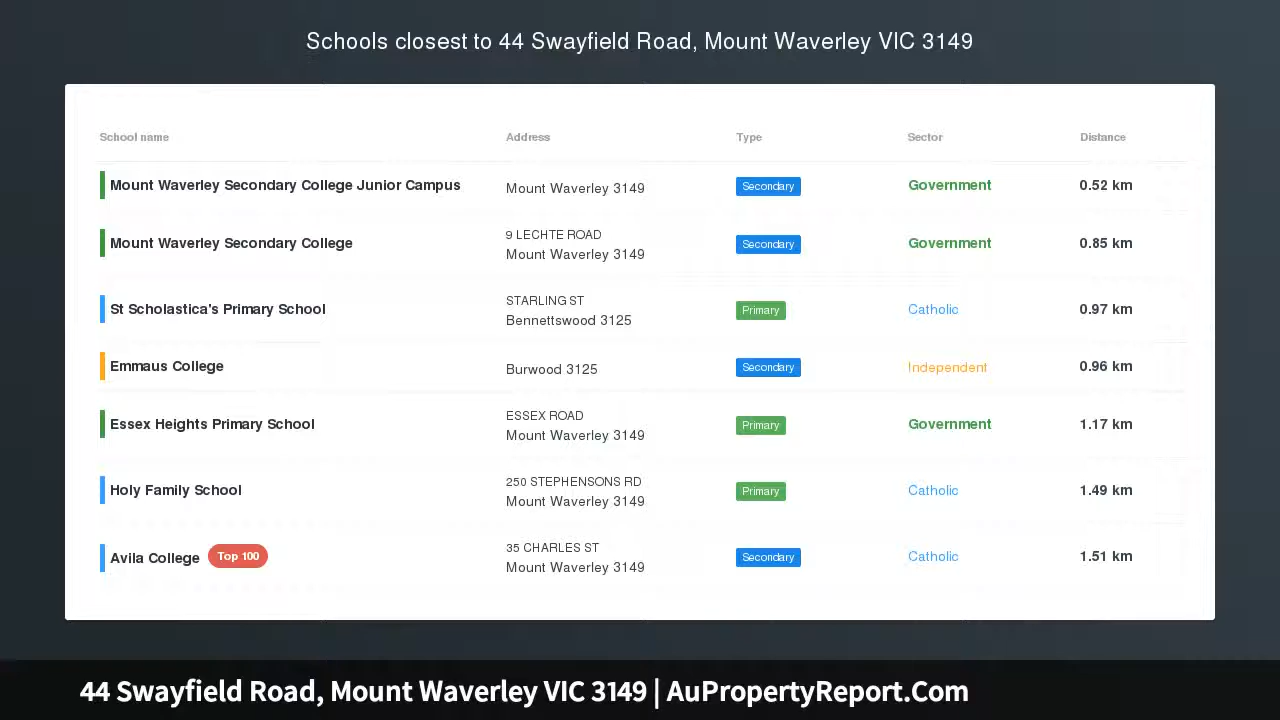 Schools closest to 44 Swayfield Road, Mount Waverley VIC 3149
School name Address Type Sector Distance
Mount Waverley Secondary College Junior Campus Mount Waverley 3149 Secondary Government 0.52 km
9 LECHTE ROAD
Mount Waverley Secondary College Mount Waverley 3149 Secondary Government 0.85 km
STARLING ST
St Scholastica's Primary School Bennettswood 3125 Primary Catholic 0.97 km
Emmaus College Burwood 3125 Secondary Independent 0.96 km
ESSEX ROAD
Essex Heights Primary School Mount Waverley 3149 Primary Government 1.17 km
250 STEPHENSONS RD
Holy Family School Mount Waverley 3149 Primary Catholic 1.49 km
35 CHARLES ST
Avila College Top 100 Mount Waverley 3149 Secondary Catholic 1.51 km
44 Swayfield Road, Mount Waverley VIC 3149 | AuPropertyReport.Com